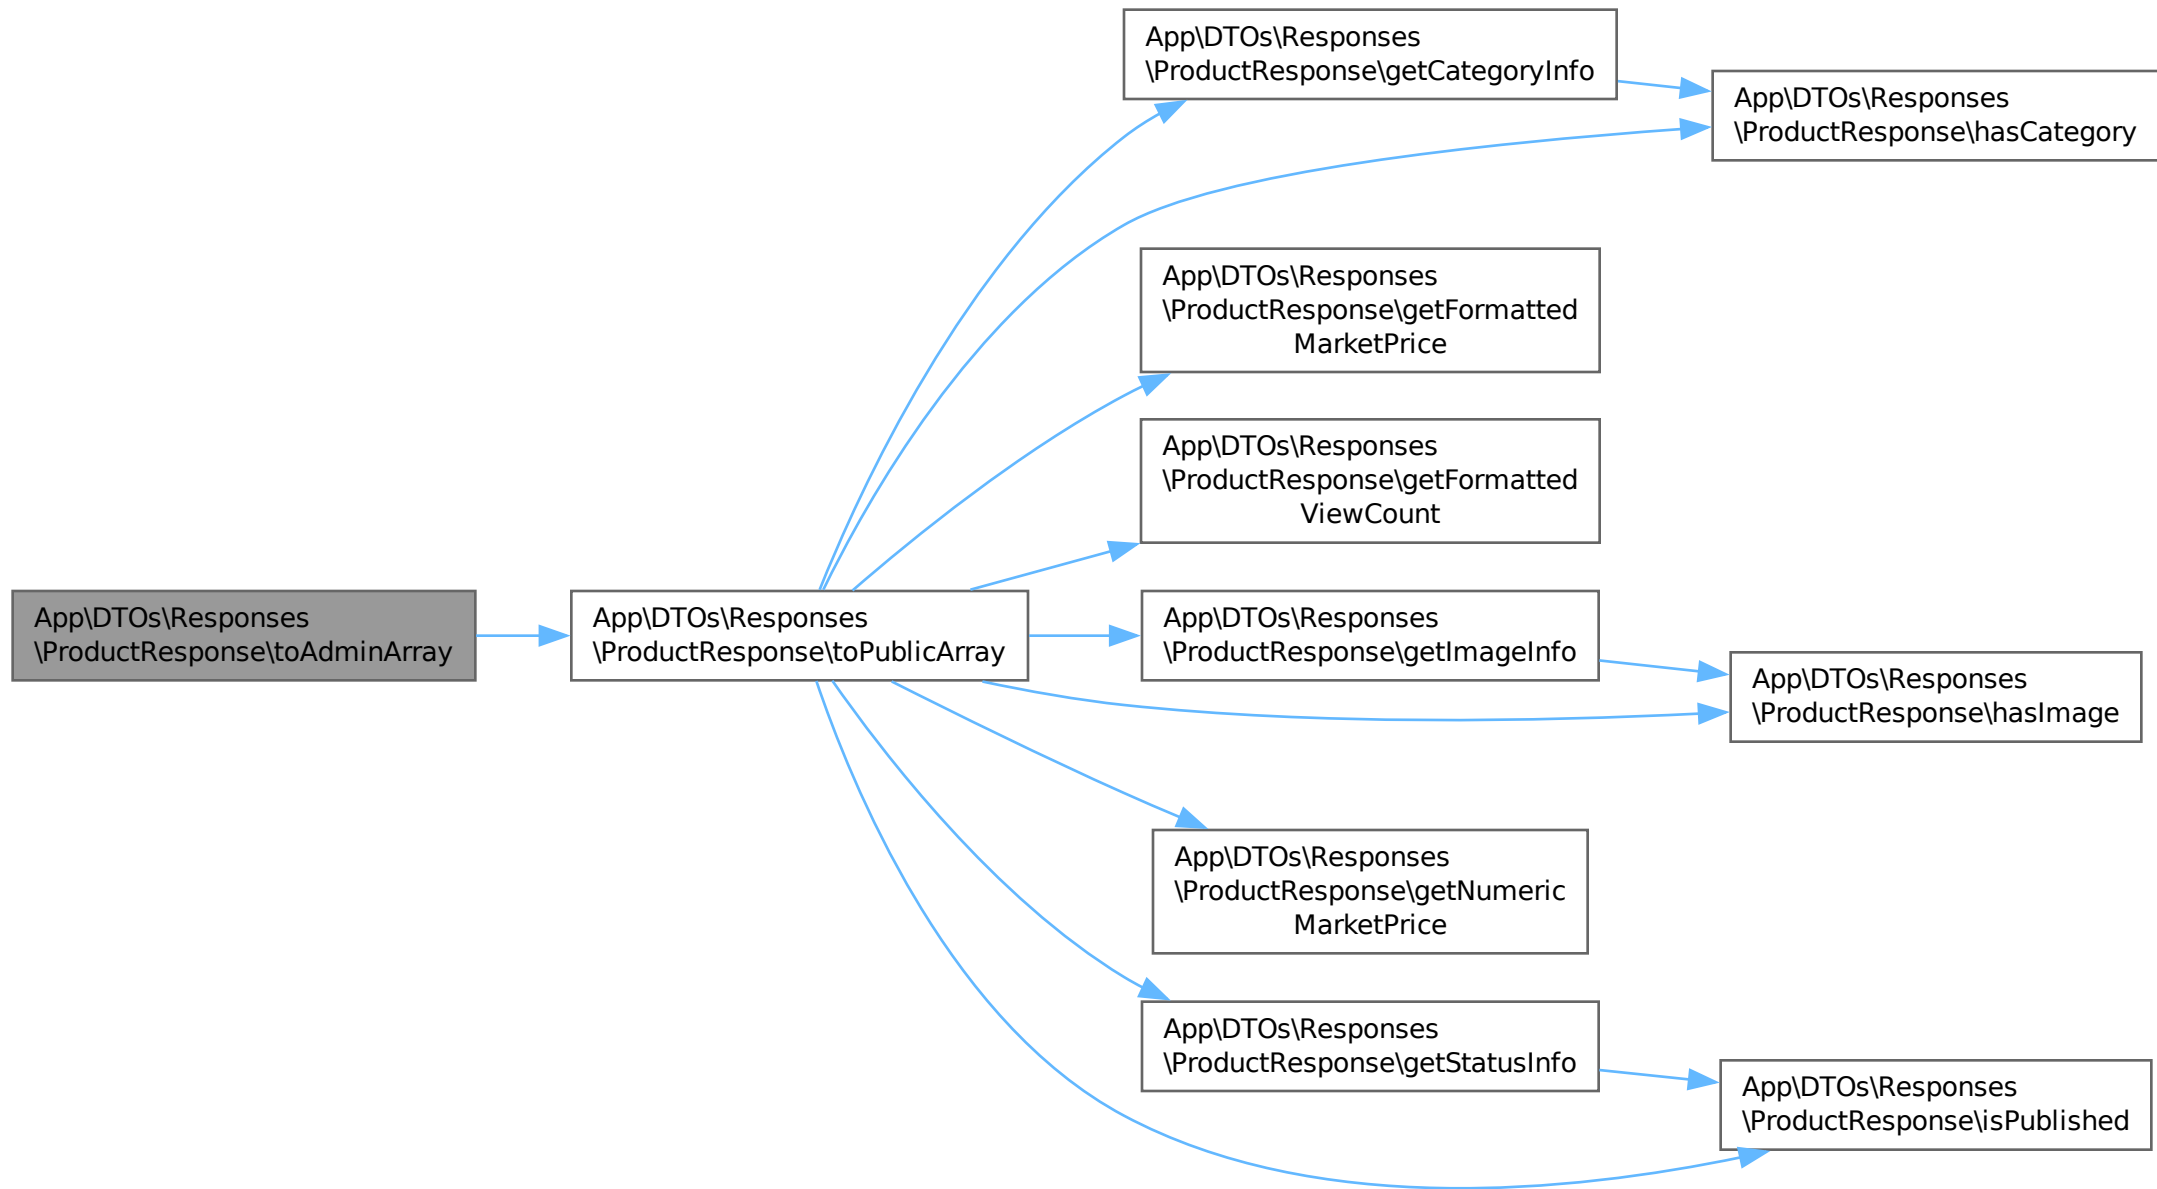 App\DTOs\Responses
\ProductResponse\getCategoryInfo
App\DTOs\Responses
\ProductResponse\hasCategory
App\DTOs\Responses
\ProductResponse\getFormatted
MarketPrice
App\DTOs\Responses
\ProductResponse\getFormatted
ViewCount
App\DTOs\Responses
\ProductResponse\toAdminArray
App\DTOs\Responses
\ProductResponse\toPublicArray
App\DTOs\Responses
\ProductResponse\getImageInfo
App\DTOs\Responses
\ProductResponse\hasImage
App\DTOs\Responses
\ProductResponse\getNumeric
MarketPrice
App\DTOs\Responses
\ProductResponse\getStatusInfo
App\DTOs\Responses
\ProductResponse\isPublished